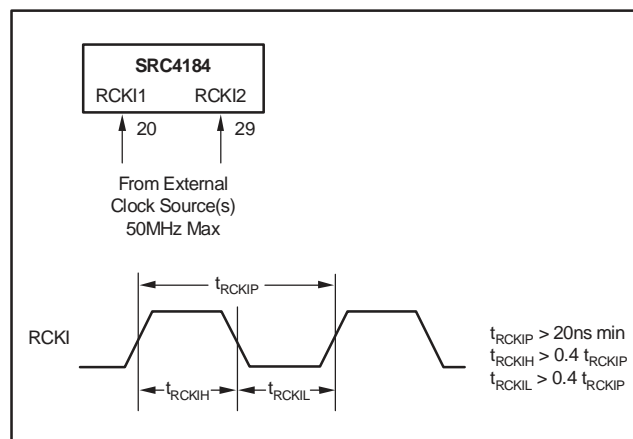 SRC4184
RCKI1 RCKI2
20 29
From External
Clock Source(s)
50MHz Max
tRCKIP
RCKI
tRCKIH tRCKIL
tRCKIP > 20ns min
tRCKIH > 0.4 tRCKIP
tRCKIL > 0.4 tRCKIP